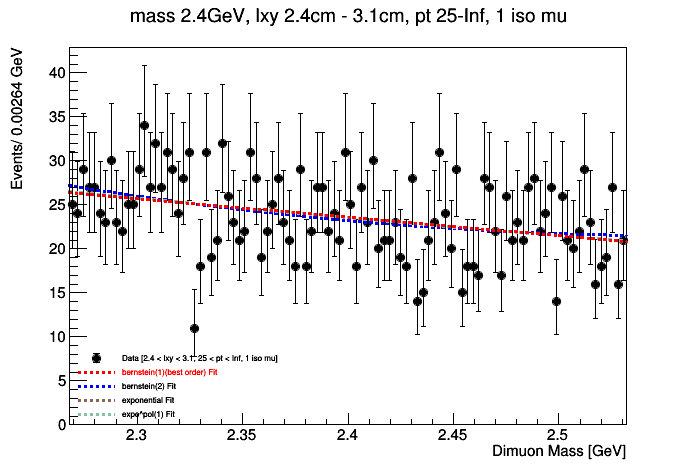 mass 2.4GeV, lxy 2.4cm - 3.1cm, pt 25-Inf, 1 iso mu
Events/ 0.00264 GeV
40
35
30
25
20
15
10
5
0
Data [2.4 < lxy < 3.1, 25 < pt < Inf, 1 iso mu]
bernstein(1)(best order) Fit
bernstein(2) Fit
exponential Fit
expo*pol(1) Fit
2.3 2.35 2.4 2.45 2.5
Dimuon Mass [GeV]